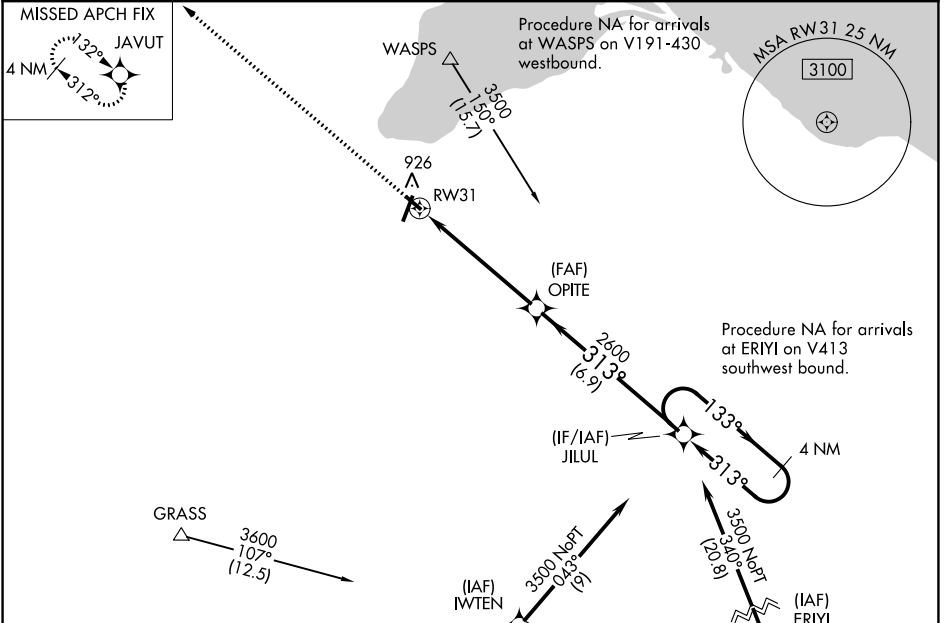 MISSED APCH FIX
JAVUT
132°
4 NM
312°
Procedure NA for arrivals
at WASPS on V191-430
westbound.
MSA RW31 25 NM
3100
WASPS
3500
150°
(15.7)
926
RW31
(FAF)
OPITE
2600
313°
(6.9)
Procedure NA for arrivals
at ERIYI on V413
southwest bound.
133°
4 NM
313°
(IF/IAF)
JILUL
GRASS
3600
107°
(12.5)
3500 NoPT
043°
(9)
(IAF)
IWTEN
3500 NoPT
340°
(20.8)
(IAF)
ERIYI